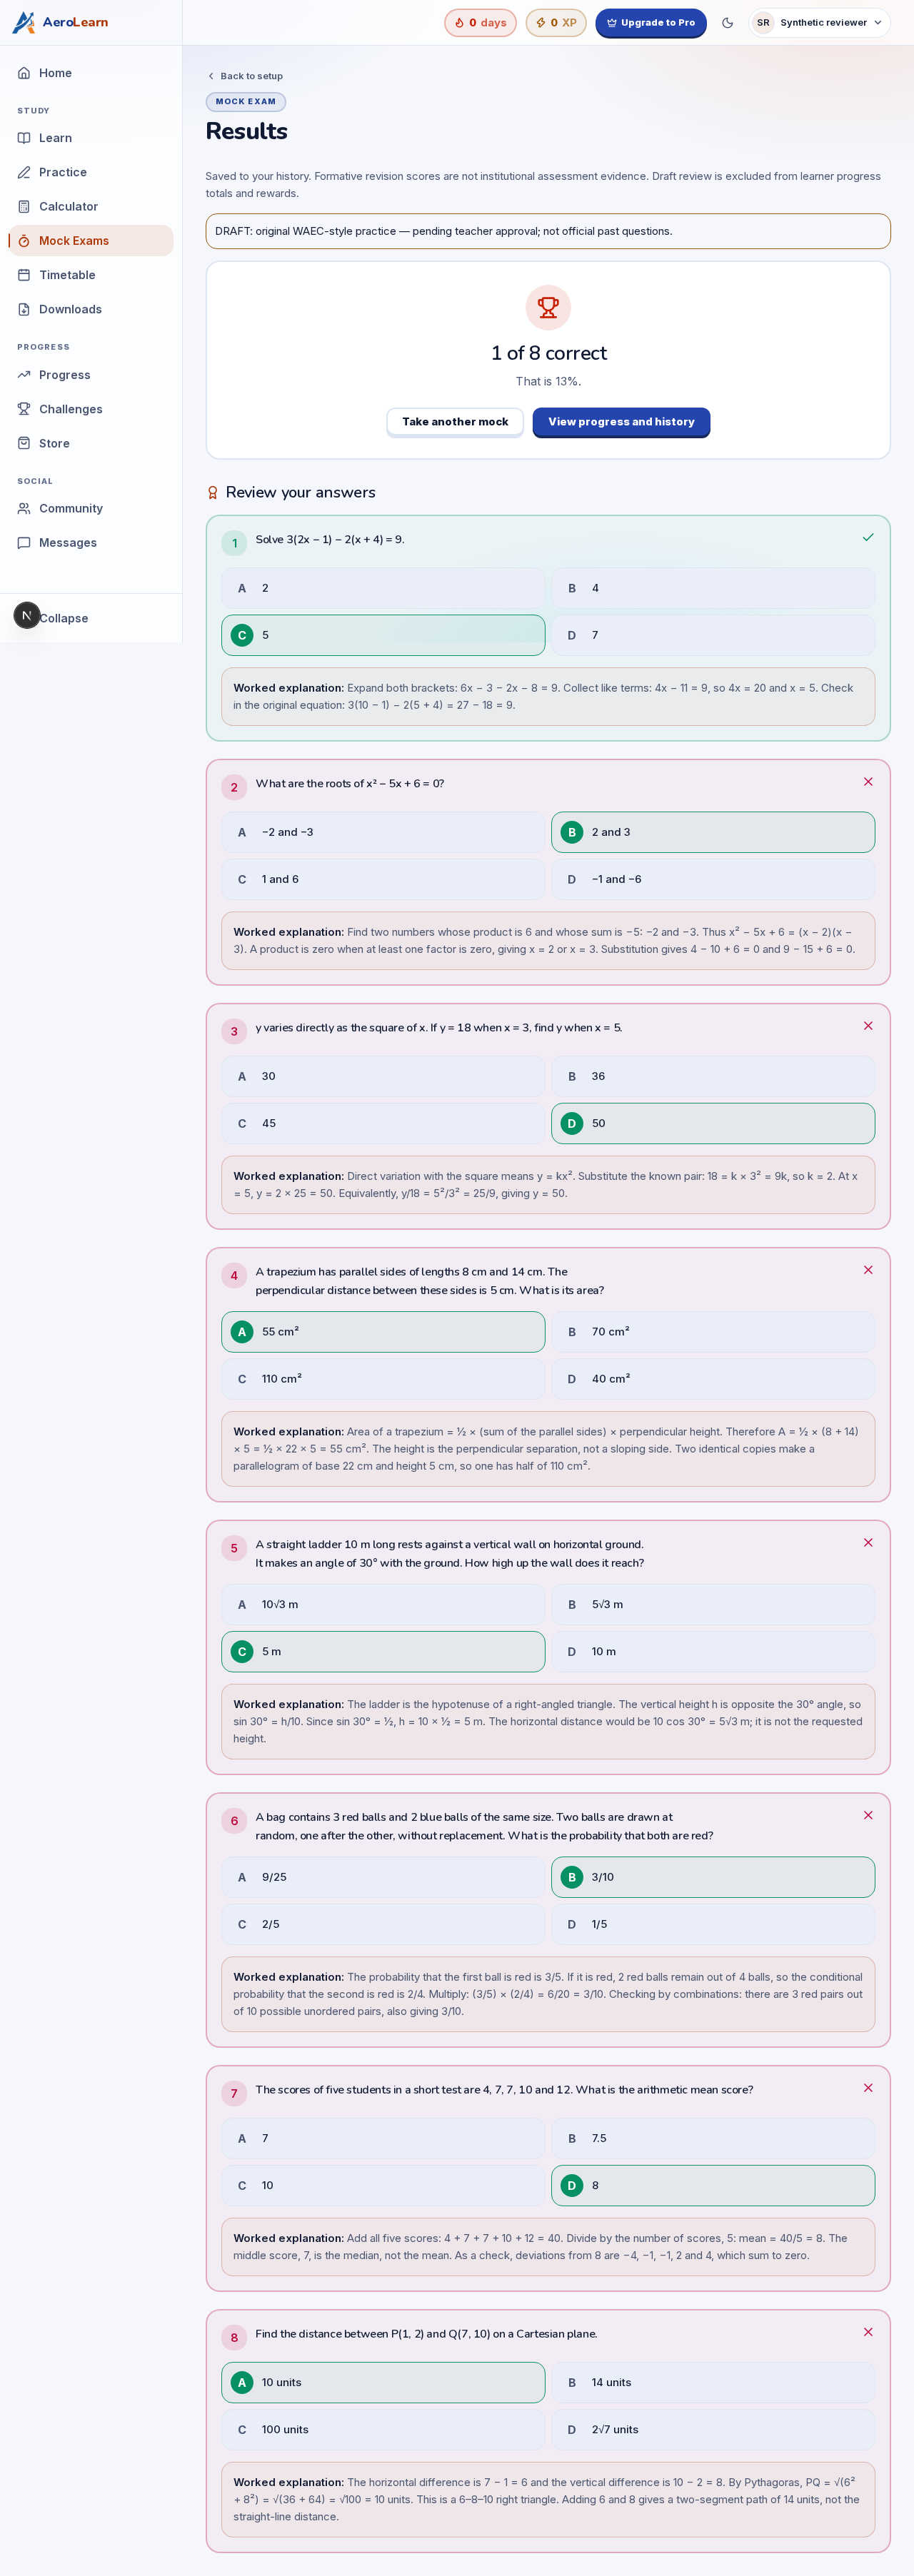 AeroLearn
0 days
0 XP
Upgrade to Pro
SR
Synthetic reviewer
Home
STUDY
Learn
Practice
Calculator
Mock Exams
Timetable
Downloads
PROGRESS
Progress
Challenges
Store
SOCIAL
Community
Messages
N
Collapse
Back to setup
MOCK EXAM
Results
Saved to your history. Formative revision scores are not institutional assessment evidence. Draft review is excluded from learner progress
totals and rewards.
DRAFT: original WAEC-style practice — pending teacher approval; not official past questions.
1 of 8 correct
That is 13%.
Take another mock
View progress and history
Review your answers
1 Solve 3(2x − 1) − 2(x + 4) = 9.
A 2
B 4
C 5
D 7
Worked explanation: Expand both brackets: 6x − 3 − 2x − 8 = 9. Collect like terms: 4x − 11 = 9, so 4x = 20 and x = 5. Check
in the original equation: 3(10 − 1) − 2(5 + 4) = 27 − 18 = 9.
2 What are the roots of x² − 5x + 6 = 0?
A −2 and −3
B 2 and 3
C 1 and 6
D −1 and −6
Worked explanation: Find two numbers whose product is 6 and whose sum is −5: −2 and −3. Thus x² − 5x + 6 = (x − 2)(x −
3). A product is zero when at least one factor is zero, giving x = 2 or x = 3. Substitution gives 4 − 10 + 6 = 0 and 9 − 15 + 6 = 0.
3 y varies directly as the square of x. If y = 18 when x = 3, find y when x = 5.
A 30
B 36
C 45
D 50
Worked explanation: Direct variation with the square means y = kx². Substitute the known pair: 18 = k × 3² = 9k, so k = 2. At x
= 5, y = 2 × 25 = 50. Equivalently, y/18 = 5²/3² = 25/9, giving y = 50.
4 A trapezium has parallel sides of lengths 8 cm and 14 cm. The
perpendicular distance between these sides is 5 cm. What is its area?
A 55 cm²
B 70 cm²
C 110 cm²
D 40 cm²
Worked explanation: Area of a trapezium = ½ × (sum of the parallel sides) × perpendicular height. Therefore A = ½ × (8 + 14)
× 5 = ½ × 22 × 5 = 55 cm². The height is the perpendicular separation, not a sloping side. Two identical copies make a
parallelogram of base 22 cm and height 5 cm, so one has half of 110 cm².
5 A straight ladder 10 m long rests against a vertical wall on horizontal ground.
It makes an angle of 30° with the ground. How high up the wall does it reach?
A 10√3 m
B 5√3 m
C 5 m
D 10 m
Worked explanation: The ladder is the hypotenuse of a right-angled triangle. The vertical height h is opposite the 30° angle, so
sin 30° = h/10. Since sin 30° = ½, h = 10 × ½ = 5 m. The horizontal distance would be 10 cos 30° = 5√3 m; it is not the requested
height.
6 A bag contains 3 red balls and 2 blue balls of the same size. Two balls are drawn at
random, one after the other, without replacement. What is the probability that both are red?
A 9/25
B 3/10
C 2/5
D 1/5
Worked explanation: The probability that the first ball is red is 3/5. If it is red, 2 red balls remain out of 4 balls, so the conditional
probability that the second is red is 2/4. Multiply: (3/5) × (2/4) = 6/20 = 3/10. Checking by combinations: there are 3 red pairs out
of 10 possible unordered pairs, also giving 3/10.
7 The scores of five students in a short test are 4, 7, 7, 10 and 12. What is the arithmetic mean score?
A 7
B 7.5
C 10
D 8
Worked explanation: Add all five scores: 4 + 7 + 7 + 10 + 12 = 40. Divide by the number of scores, 5: mean = 40/5 = 8. The
middle score, 7, is the median, not the mean. As a check, deviations from 8 are −4, −1, −1, 2 and 4, which sum to zero.
8 Find the distance between P(1, 2) and Q(7, 10) on a Cartesian plane.
A 10 units
B 14 units
C 100 units
D 2√7 units
Worked explanation: The horizontal difference is 7 − 1 = 6 and the vertical difference is 10 − 2 = 8. By Pythagoras, PQ = √(6²
+ 8²) = √(36 + 64) = √100 = 10 units. This is a 6–8–10 right triangle. Adding 6 and 8 gives a two-segment path of 14 units, not the
straight-line distance.